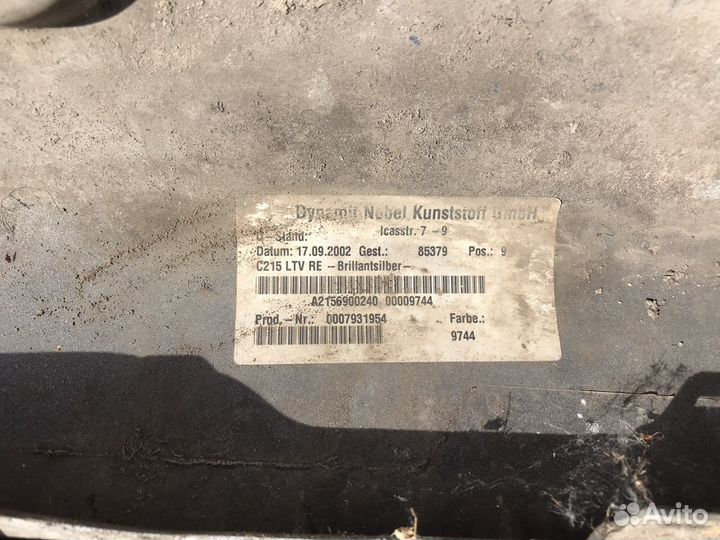 Dynamit Nobel Kunststoff GmbH
Icasstr. 7-9
Q-Stand:
Datum: 17.09.2002 Gest.: 85379 Pos.: 9
C215 LTV RE -Brillantsilber-
A2156900240 00009744
Prod.-Nr.: 0007931954 Farbe.:
9744
Avito